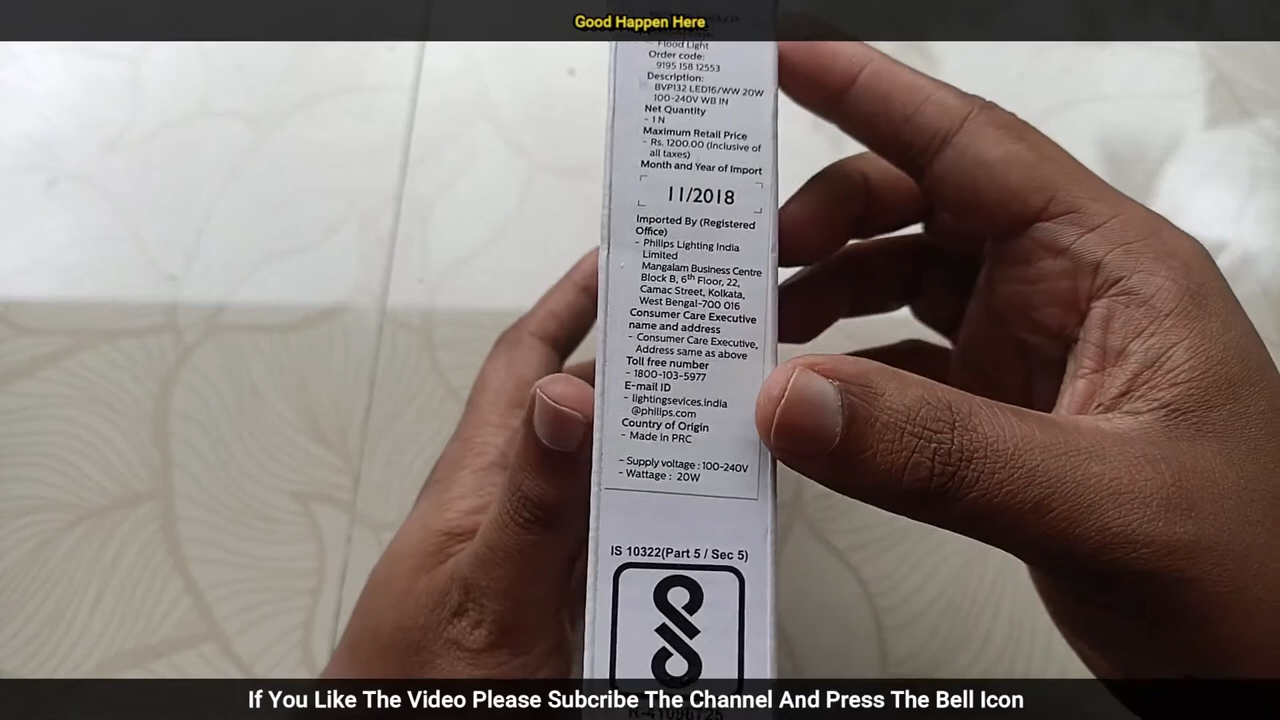 Good Happen Here
- Flood Light
Order code:
9195 158 12553
Description:
BVP132 LED16/WW 20W
100-240V WB IN
Net Quantity
- 1 N
Maximum Retail Price
- Rs. 1200.00 (Inclusive of
all taxes)
Month and Year of Import
11/2018
Imported By (Registered
Office)
- Philips Lighting India
Limited
Mangalam Business Centre
Block B, 6th Floor, 22,
Camac Street, Kolkata,
West Bengal-700 016
Consumer Care Executive
name and address
- Consumer Care Executive,
Address same as above
Toll free number
- 1800-103-5977
E-mail ID
- lightingsevices.india
@philips.com
Country of Origin
- Made in PRC
- Supply voltage : 100-240V
- Wattage : 20W
IS 10322(Part 5 / Sec 5)
If You Like The Video Please Subcribe The Channel And Press The Bell Icon